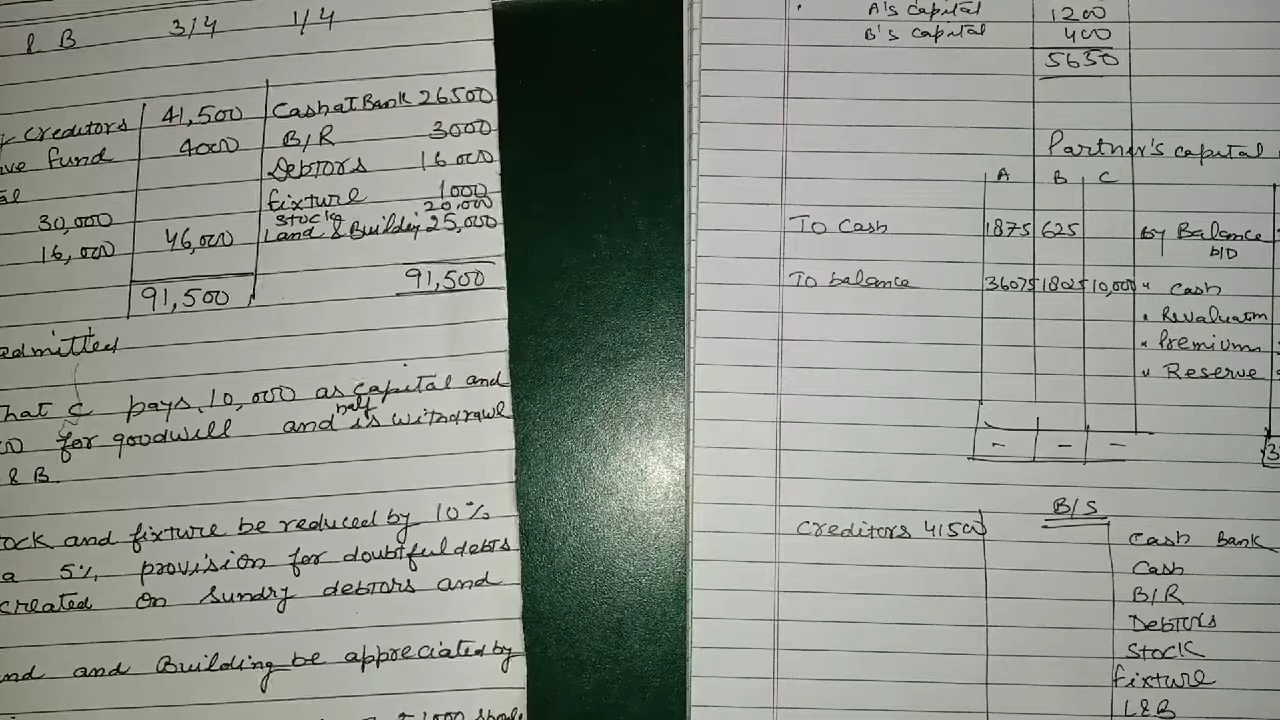 & B 3/4 1/4
Creditors 41,500 Cash at Bank 26500
ve fund 4000 B/R 3000
Debtors 16000
fixture 1000
30,000 Stock 20,000
16,000 46,000 Land & Building 25,000
91,500 91,500
admitted
hat C pays 10,000 as capital and
half
for goodwill and is withdrawl
& B.
ock and fixture be reduced by 10%
a 5% provision for doubtful debts
created on Sundry debtors and
nd and Building be appreciated by
A's capital 1200
B's capital 400
5650
Partner's capital
A B C
To Cash 1875 625 By Balance
b/D
To balance 36075 18025 10,000 " Cash
" Revaluation
" Premium
" Reserve
- - -
3
B/S
Creditors 41500 Cash Bank
Cash
B/R
Debtors
Stock
fixture
L&B